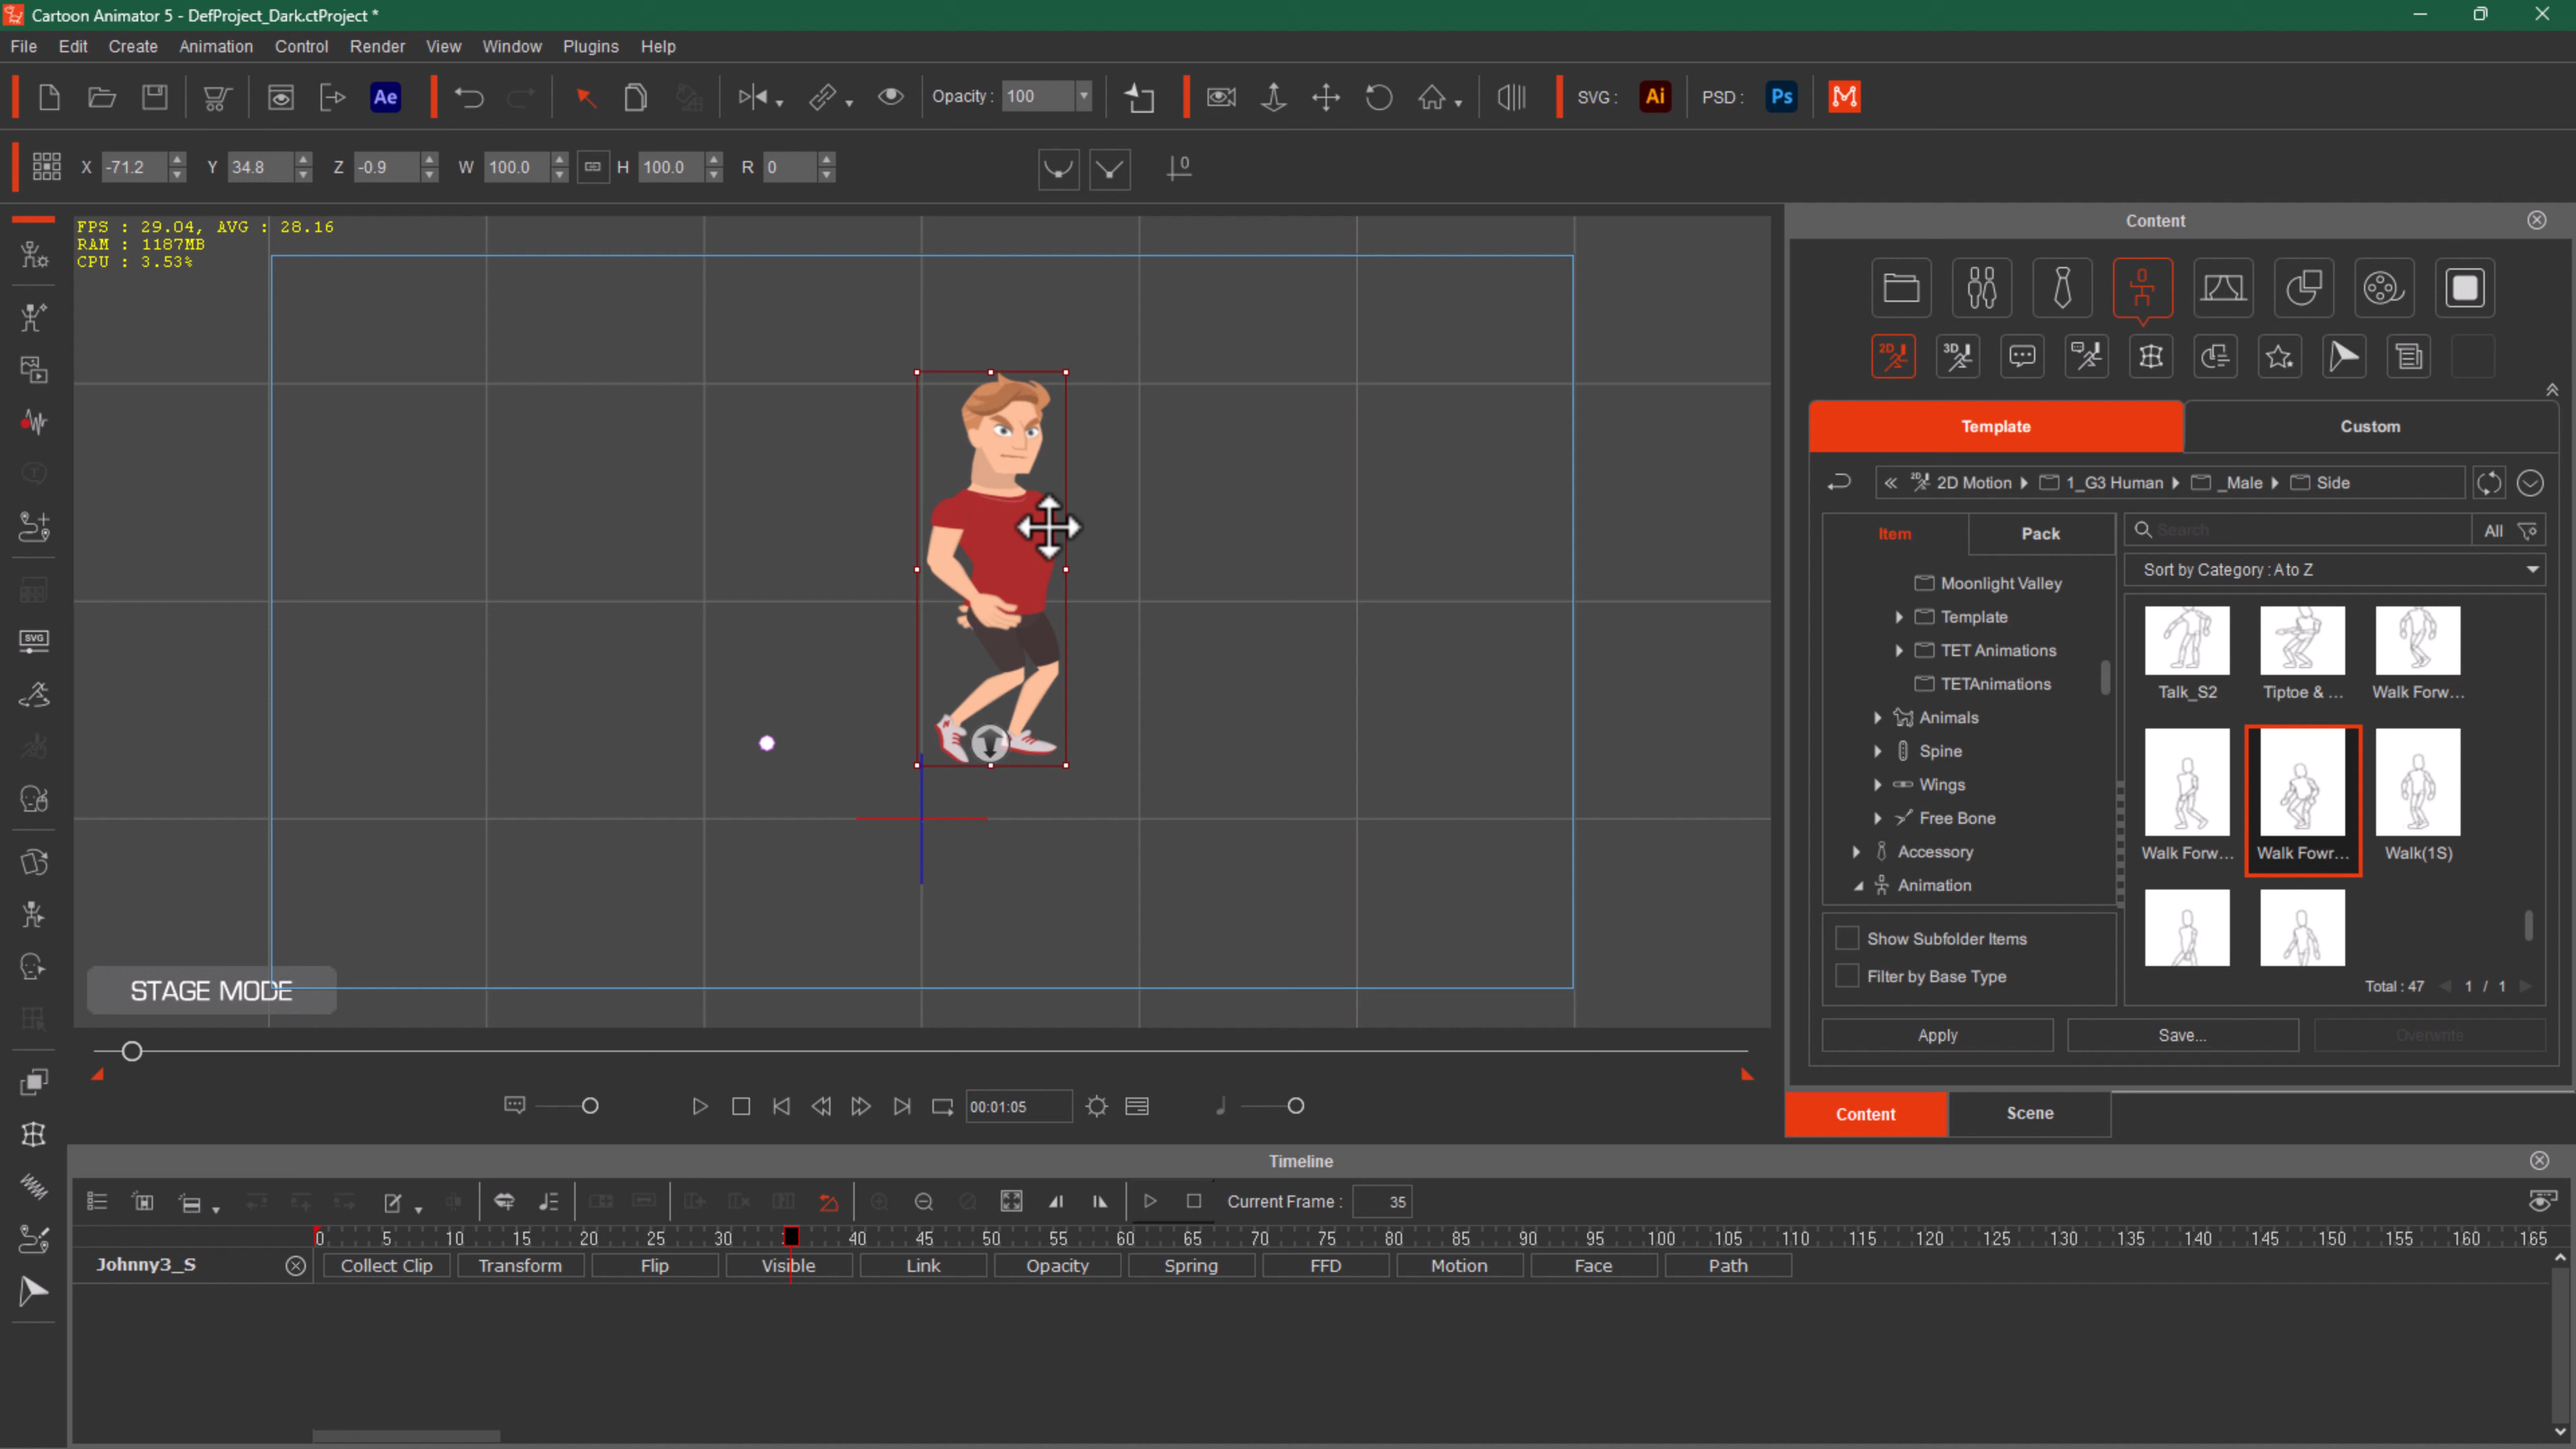 Cartoon Animator 5 - DefProject_Dark.ctProject *
File Edit Create Animation Control Render View Window Plugins Help
Ae Opacity : 100 SVG : Ai PSD : Ps
X -71.2 Y 34.8 Z -0.9 W 100.0 H 100.0 R 0 0
FPS : 29.04, AVG : 28.16
RAM : 1187MB
CPU : 3.53%
STAGE MODE
SVG
Content
2D 3D
Template Custom
« 2D Motion 1_G3 Human _Male Side
Item Pack
Search All
Sort by Category : A to Z
Moonlight Valley
Template
TET Animations
TETAnimations
Animals
Spine
Wings
Free Bone
Accessory
Animation
Talk_S2 Tiptoe & ... Walk Forw...
Walk Forw... Walk Fowr... Walk(1S)
Show Subfolder Items
Filter by Base Type
Total : 47 1 / 1
Apply Save... Overwrite
Content Scene
00:01:05
Timeline
Current Frame : 35
0 5 10 15 20 25 30 40 45 50 55 60 65 70 75 80 85 90 95 100 105 110 115 120 125 130 135 140 145 150 155 160 165
Johnny3_S Collect Clip Transform Flip Visible Link Opacity Spring FFD Motion Face Path